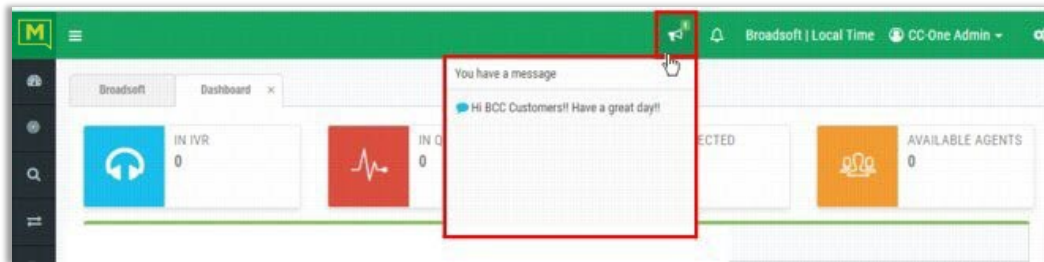 M
1
Broadsoft | Local Time
CC-One Admin
Broadsoft
Dashboard ×
You have a message
Hi BCC Customers!! Have a great day!!
IN IVR
0
IN Q
0
ECTED
AVAILABLE AGENTS
0